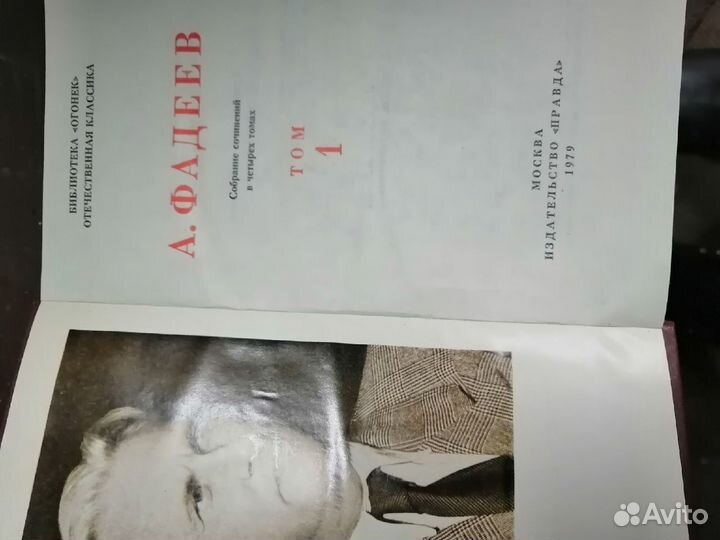 БИБЛИОТЕКА «ОГОНЕК»
ОТЕЧЕСТВЕННАЯ КЛАССИКА
А. ФАДЕЕВ
Собрание сочинений
в четырех томах
ТОМ
1
МОСКВА
ИЗДАТЕЛЬСТВО «ПРАВДА»
1979
Avito